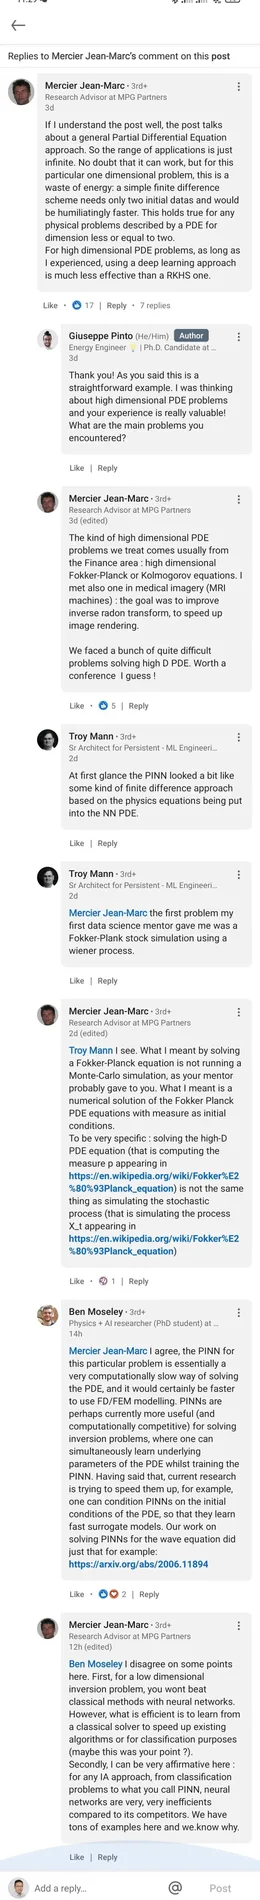 11:29
Replies to Mercier Jean-Marc's comment on this post
Mercier Jean-Marc · 3rd+
Research Advisor at MPG Partners
3d
If I understand the post well, the post talks
about a general Partial Differential Equation
approach. So the range of applications is just
infinite. No doubt that it can work, but for this
particular one dimensional problem, this is a
waste of energy: a simple finite difference
scheme needs only two initial datas and would
be humiliatingly faster. This holds true for any
physical problems described by a PDE for
dimension less or equal to two.
For high dimensional PDE problems, as long as
I experienced, using a deep learning approach
is much less effective than a RKHS one.
Like · 17 | Reply · 7 replies
Giuseppe Pinto (He/Him) Author
Energy Engineer 💡 | Ph.D. Candidate at ...
3d
Thank you! As you said this is a
straightforward example. I was thinking
about high dimensional PDE problems
and your experience is really valuable!
What are the main problems you
encountered?
Like | Reply
Mercier Jean-Marc · 3rd+
Research Advisor at MPG Partners
3d (edited)
The kind of high dimensional PDE
problems we treat comes usually from
the Finance area : high dimensional
Fokker-Planck or Kolmogorov equations. I
met also one in medical imagery (MRI
machines) : the goal was to improve
inverse radon transform, to speed up
image rendering.
We faced a bunch of quite difficult
problems solving high D PDE. Worth a
conference I guess !
Like · 5 | Reply
Troy Mann · 3rd+
Sr Architect for Persistent - ML Engineeri...
2d
At first glance the PINN looked a bit like
some kind of finite difference approach
based on the physics equations being put
into the NN PDE.
Like | Reply
Troy Mann · 3rd+
Sr Architect for Persistent - ML Engineeri...
2d
Mercier Jean-Marc the first problem my
first data science mentor gave me was a
Fokker-Plank stock simulation using a
wiener process.
Like | Reply
Mercier Jean-Marc · 3rd+
Research Advisor at MPG Partners
2d (edited)
Troy Mann I see. What I meant by solving
a Fokker-Planck equation is not running a
Monte-Carlo simulation, as your mentor
probably gave to you. What I meant is a
numerical solution of the Fokker Planck
PDE equations with measure as initial
conditions.
To be very specific : solving the high-D
PDE equation (that is computing the
measure p appearing in
https://en.wikipedia.org/wiki/Fokker%E2
%80%93Planck_equation) is not the same
thing as simulating the stochastic
process (that is simulating the process
X_t appearing in
https://en.wikipedia.org/wiki/Fokker%E2
%80%93Planck_equation)
Like · 1 | Reply
Ben Moseley · 3rd+
Physics + AI researcher (PhD student) at ...
14h
Mercier Jean-Marc I agree, the PINN for
this particular problem is essentially a
very computationally slow way of solving
the PDE, and it would certainly be faster
to use FD/FEM modelling. PINNs are
perhaps currently more useful (and
computationally competitive) for solving
inversion problems, where one can
simultaneously learn underlying
parameters of the PDE whilst training the
PINN. Having said that, current research
is trying to speed them up, for example,
one can condition PINNs on the initial
conditions of the PDE, so that they learn
fast surrogate models. Our work on
solving PINNs for the wave equation did
just that for example:
https://arxiv.org/abs/2006.11894
Like · 2 | Reply
Mercier Jean-Marc · 3rd+
Research Advisor at MPG Partners
12h (edited)
Ben Moseley I disagree on some points
here. First, for a low dimensional
inversion problem, you wont beat
classical methods with neural networks.
However, what is efficient is to learn from
a classical solver to speed up existing
algorithms or for classification purposes
(maybe this was your point ?).
Secondly, I can be very affirmative here :
for any IA approach, from classification
problems to what you call PINN, neural
networks are very, very inefficients
compared to its competitors. We have
tons of examples here and we.know why.
Like | Reply
Add a reply... @ Post